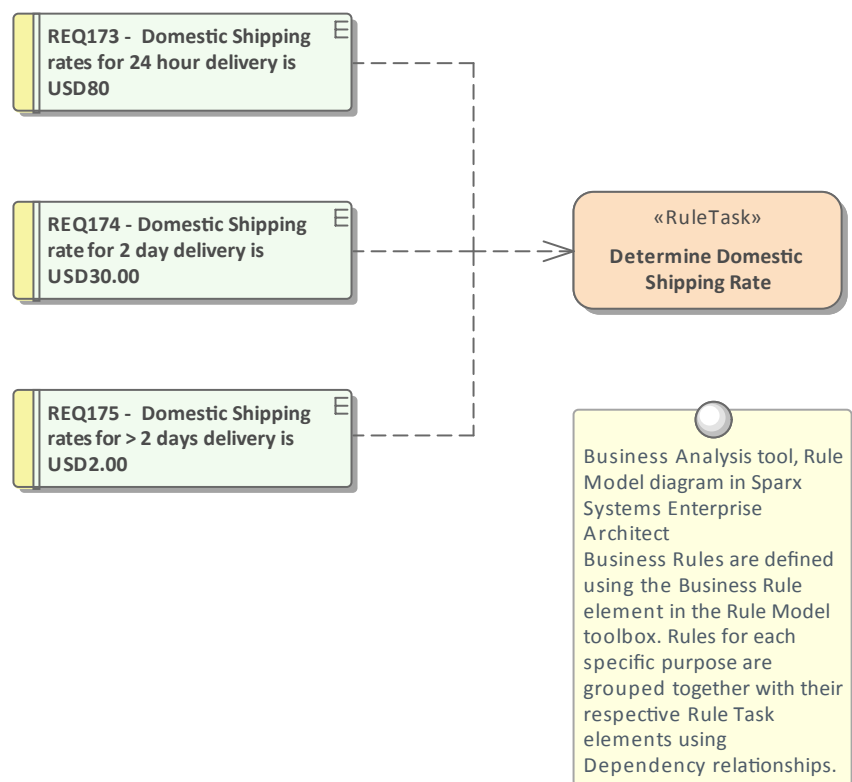 REQ173 - Domestic Shipping
rates for 24 hour delivery is
USD80
E
REQ174 - Domestic Shipping
rate for 2 day delivery is
USD30.00
E
REQ175 - Domestic Shipping
rates for > 2 days delivery is
USD2.00
E
«RuleTask»
Determine Domestic
Shipping Rate
Business Analysis tool, Rule
Model diagram in Sparx
Systems Enterprise
Architect
Business Rules are defined
using the Business Rule
element in the Rule Model
toolbox. Rules for each
specific purpose are
grouped together with their
respective Rule Task
elements using
Dependency relationships.